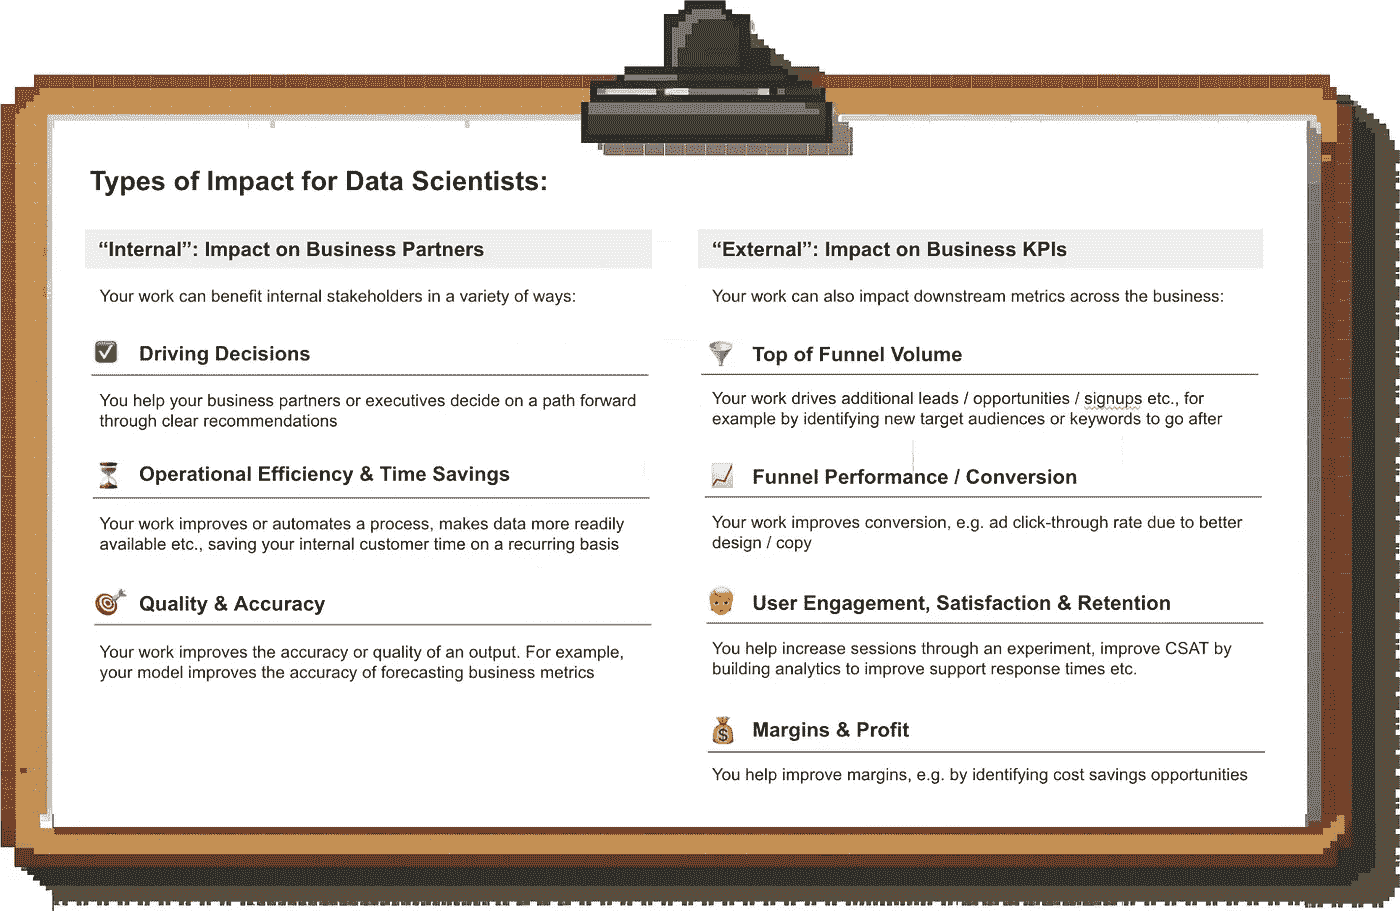 Types of Impact for Data Scientists:
“Internal”: Impact on Business Partners
Your work can benefit internal stakeholders in a variety of ways:
Driving Decisions
You help your business partners or executives decide on a path forward
through clear recommendations
Operational Efficiency & Time Savings
Your work improves or automates a process, makes data more readily
available etc., saving your internal customer time on a recurring basis
Quality & Accuracy
Your work improves the accuracy or quality of an output. For example,
your model improves the accuracy of forecasting business metrics
“External”: Impact on Business KPIs
Your work can also impact downstream metrics across the business:
Top of Funnel Volume
Your work drives additional leads / opportunities / signups etc., for
example by identifying new target audiences or keywords to go after
Funnel Performance / Conversion
Your work improves conversion, e.g. ad click-through rate due to better
design / copy
User Engagement, Satisfaction & Retention
You help increase sessions through an experiment, improve CSAT by
building analytics to improve support response times etc.
Margins & Profit
You help improve margins, e.g. by identifying cost savings opportunities